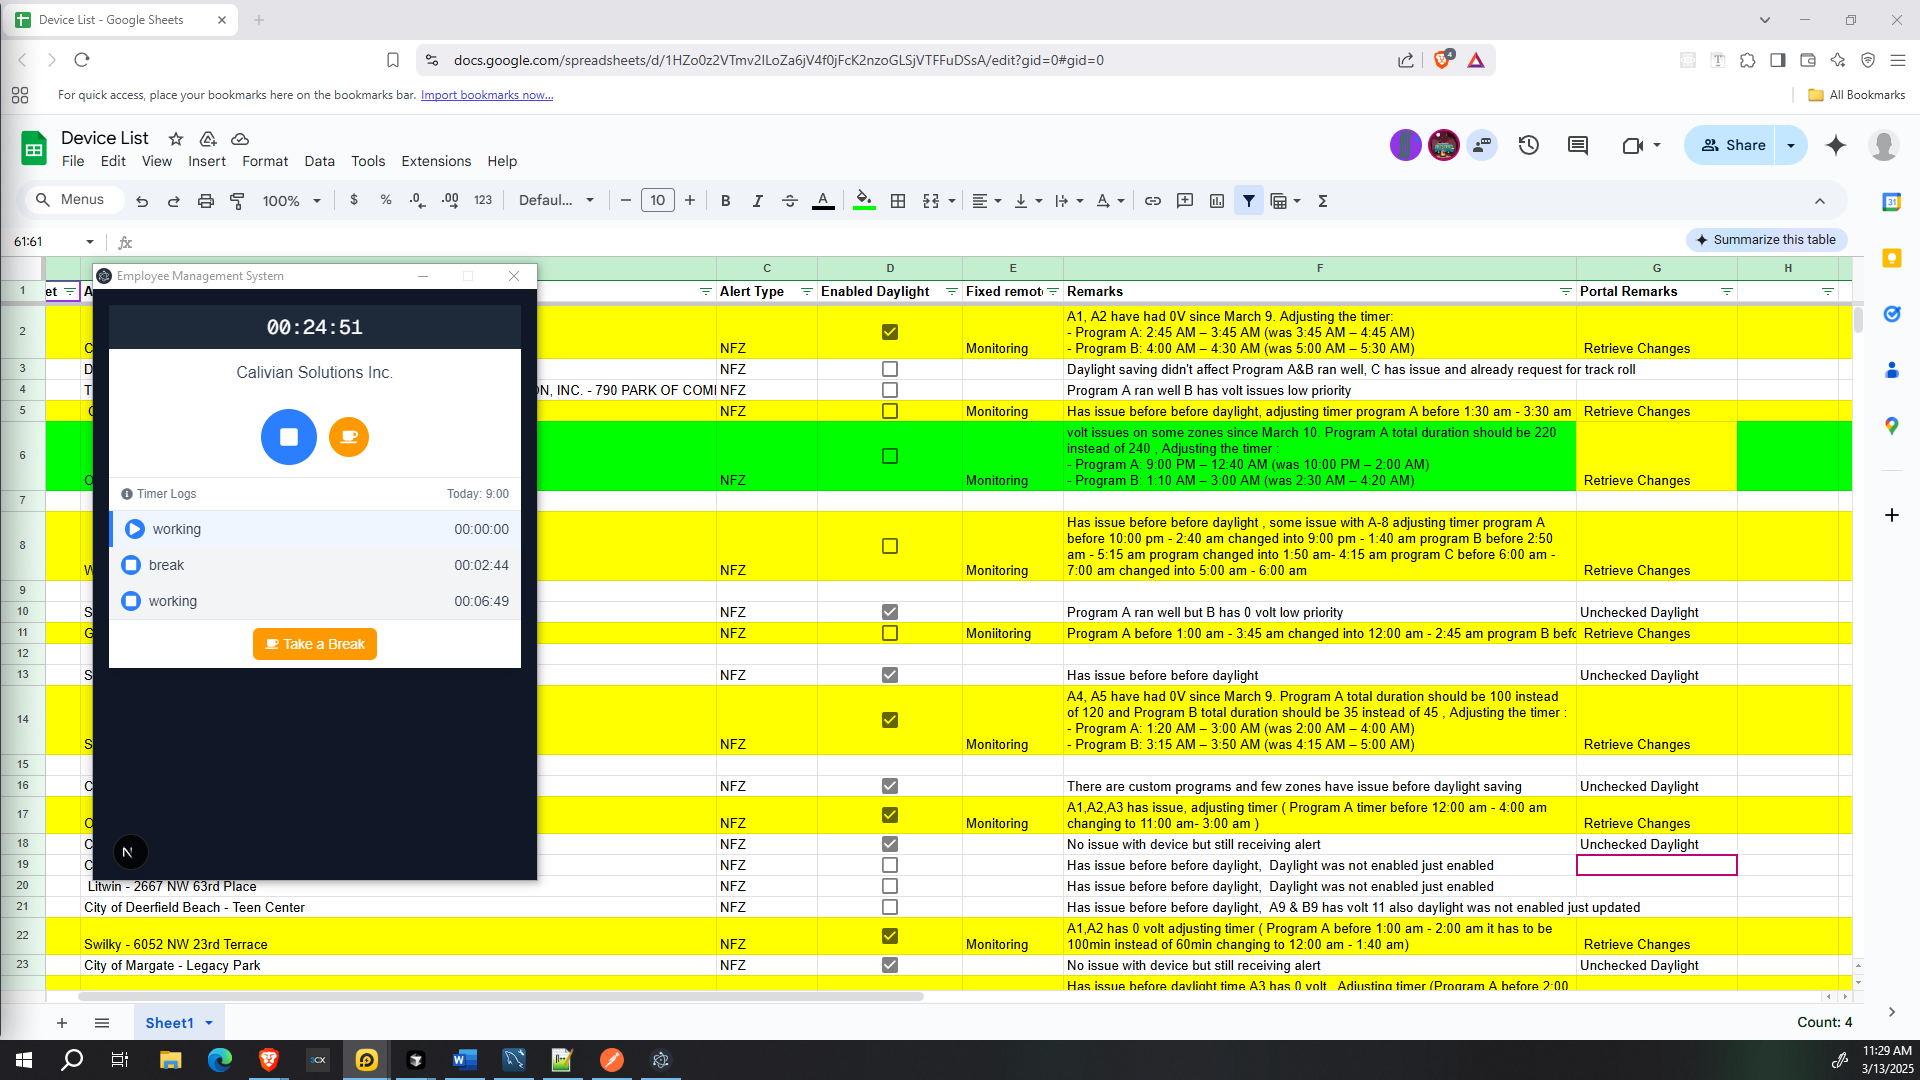 Device List - Google Sheets
docs.google.com/spreadsheets/d/1HZo0z2VTmv2ILoZa6jV4f0jFcK2nzoGLSjVTFFuDSsA/edit?gid=0#gid=0
4
For quick access, place your bookmarks here on the bookmarks bar. Import bookmarks now...
All Bookmarks
Device List
File Edit View Insert Format Data Tools Extensions Help
Share
Menus
100%
$ % .0 .00 123
Defaul...
10
B I A
Σ
31
61:61
fx
Summarize this table
C D E F G H
1 et A Alert Type Enabled Daylight Fixed remot Remarks Portal Remarks
A1, A2 have had 0V since March 9. Adjusting the timer:
- Program A: 2:45 AM – 3:45 AM (was 3:45 AM – 4:45 AM)
2 C NFZ Monitoring - Program B: 4:00 AM – 4:30 AM (was 5:00 AM – 5:30 AM) Retrieve Changes
3 D NFZ Daylight saving didn't affect Program A&B ran well, C has issue and already request for track roll
4 T ON, INC. - 790 PARK OF COMI NFZ Program A ran well B has volt issues low priority
5 NFZ Monitoring Has issue before before daylight, adjusting timer program A before 1:30 am - 3:30 am Retrieve Changes
volt issues on some zones since March 10. Program A total duration should be 220
instead of 240 , Adjusting the timer :
- Program A: 9:00 PM – 12:40 AM (was 10:00 PM – 2:00 AM)
6 O NFZ Monitoring - Program B: 1:10 AM – 3:00 AM (was 2:30 AM – 4:20 AM) Retrieve Changes
7
Has issue before before daylight , some issue with A-8 adjusting timer program A
before 10:00 pm - 2:40 am changed into 9:00 pm - 1:40 am program B before 2:50
am - 5:15 am program changed into 1:50 am- 4:15 am program C before 6:00 am -
8 W NFZ Monitoring 7:00 am changed into 5:00 am - 6:00 am Retrieve Changes
9
10 S NFZ Program A ran well but B has 0 volt low priority Unchecked Daylight
11 G NFZ Moniitoring Program A before 1:00 am - 3:45 am changed into 12:00 am - 2:45 am program B befo Retrieve Changes
12
13 S NFZ Has issue before before daylight Unchecked Daylight
A4, A5 have had 0V since March 9. Program A total duration should be 100 instead
of 120 and Program B total duration should be 35 instead of 45 , Adjusting the timer :
- Program A: 1:20 AM – 3:00 AM (was 2:00 AM – 4:00 AM)
14 S NFZ Monitoring - Program B: 3:15 AM – 3:50 AM (was 4:15 AM – 5:00 AM) Retrieve Changes
15
16 C NFZ There are custom programs and few zones have issue before daylight saving Unchecked Daylight
A1,A2,A3 has issue, adjusting timer ( Program A timer before 12:00 am - 4:00 am
17 O NFZ Monitoring changing to 11:00 am- 3:00 am ) Retrieve Changes
18 C NFZ No issue with device but still receiving alert Unchecked Daylight
19 C NFZ Has issue before before daylight, Daylight was not enabled just enabled
20 Litwin - 2667 NW 63rd Place NFZ Has issue before before daylight, Daylight was not enabled just enabled
21 City of Deerfield Beach - Teen Center NFZ Has issue before before daylight, A9 & B9 has volt 11 also daylight was not enabled just updated
A1,A2 has 0 volt adjusting timer ( Program A before 1:00 am - 2:00 am it has to be
22 Swilky - 6052 NW 23rd Terrace NFZ Monitoring 100min instead of 60min changing to 12:00 am - 1:40 am) Retrieve Changes
23 City of Margate - Legacy Park NFZ No issue with device but still receiving alert Unchecked Daylight
Has issue before daylight time A3 has 0 volt , Adjusting timer (Program A before 2:00
Employee Management System
00:24:51
Calivian Solutions Inc.
Timer Logs Today: 9:00
working 00:00:00
break 00:02:44
working 00:06:49
Take a Break
N
Sheet1
Count: 4
3CX
W
11:29 AM
3/13/2025